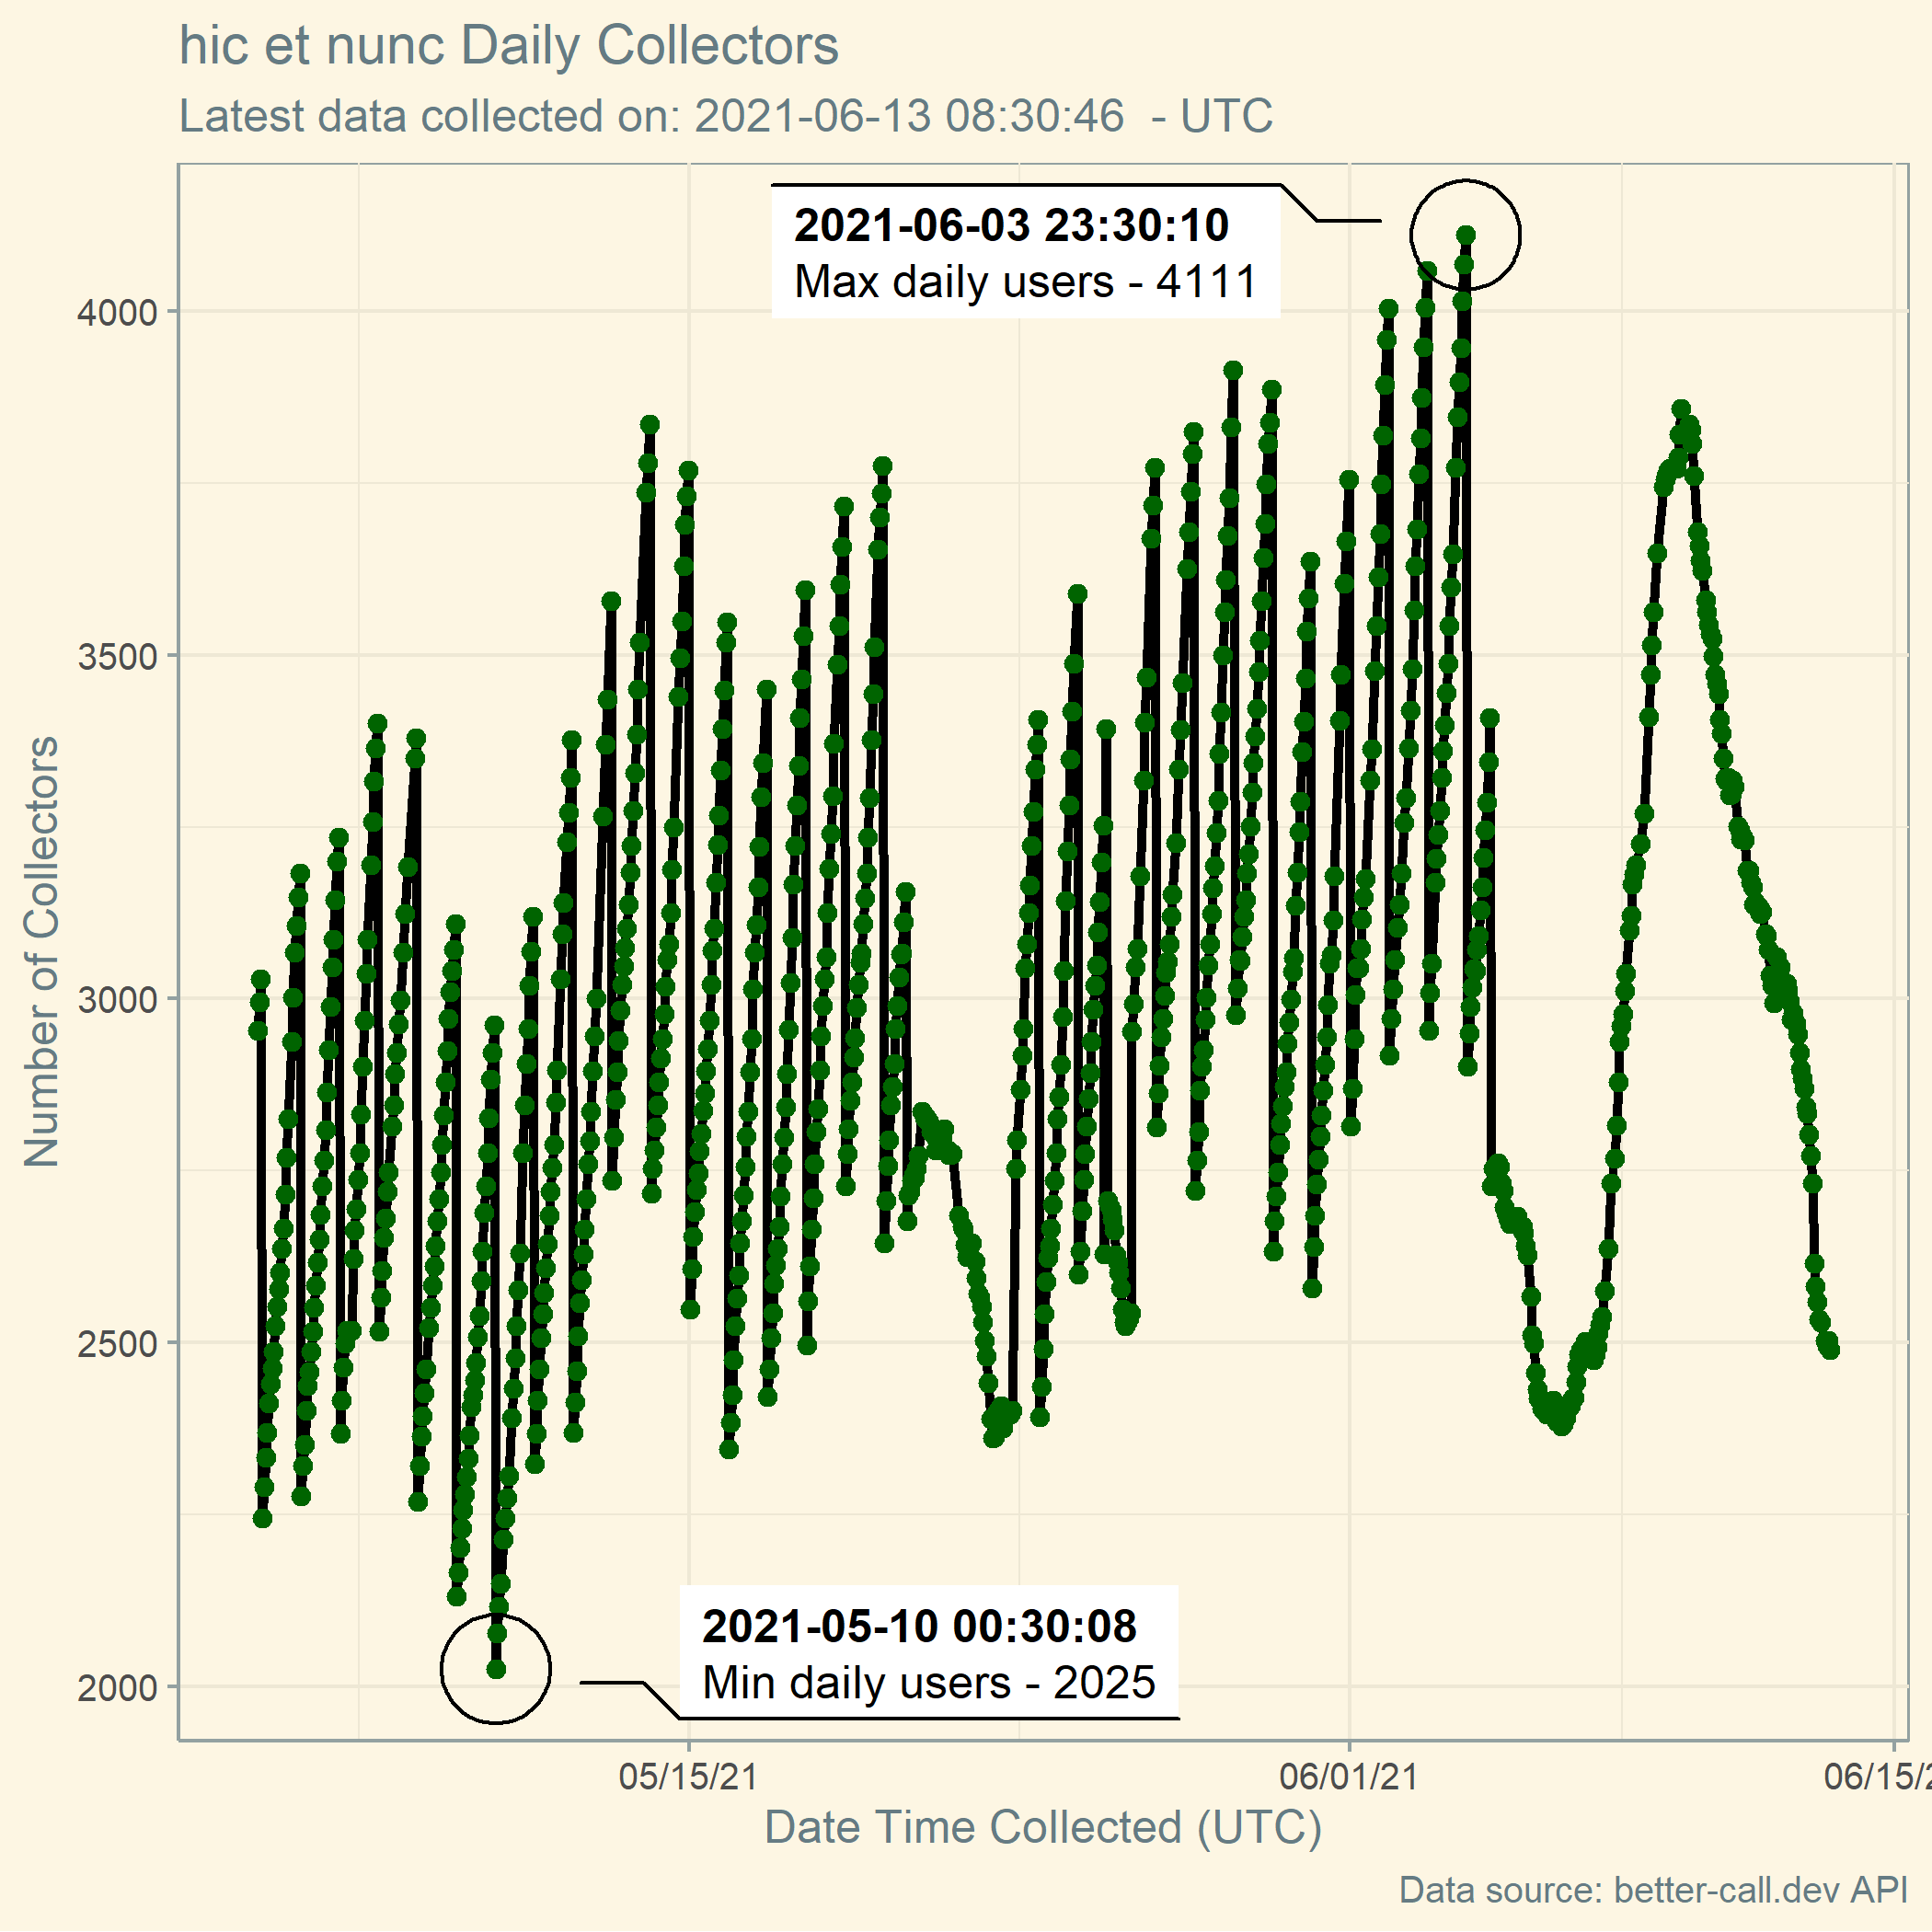 hic et nunc Daily Collectors
Latest data collected on: 2021-06-13 08:30:46  - UTC
2021-06-03 23:30:10
Max daily users - 4111
4000
3500
3000
2500
2000
Number of Collectors
2021-05-10 00:30:08
Min daily users - 2025
05/15/21
06/01/21
06/15/2
Date Time Collected (UTC)
Data source: better-call.dev API